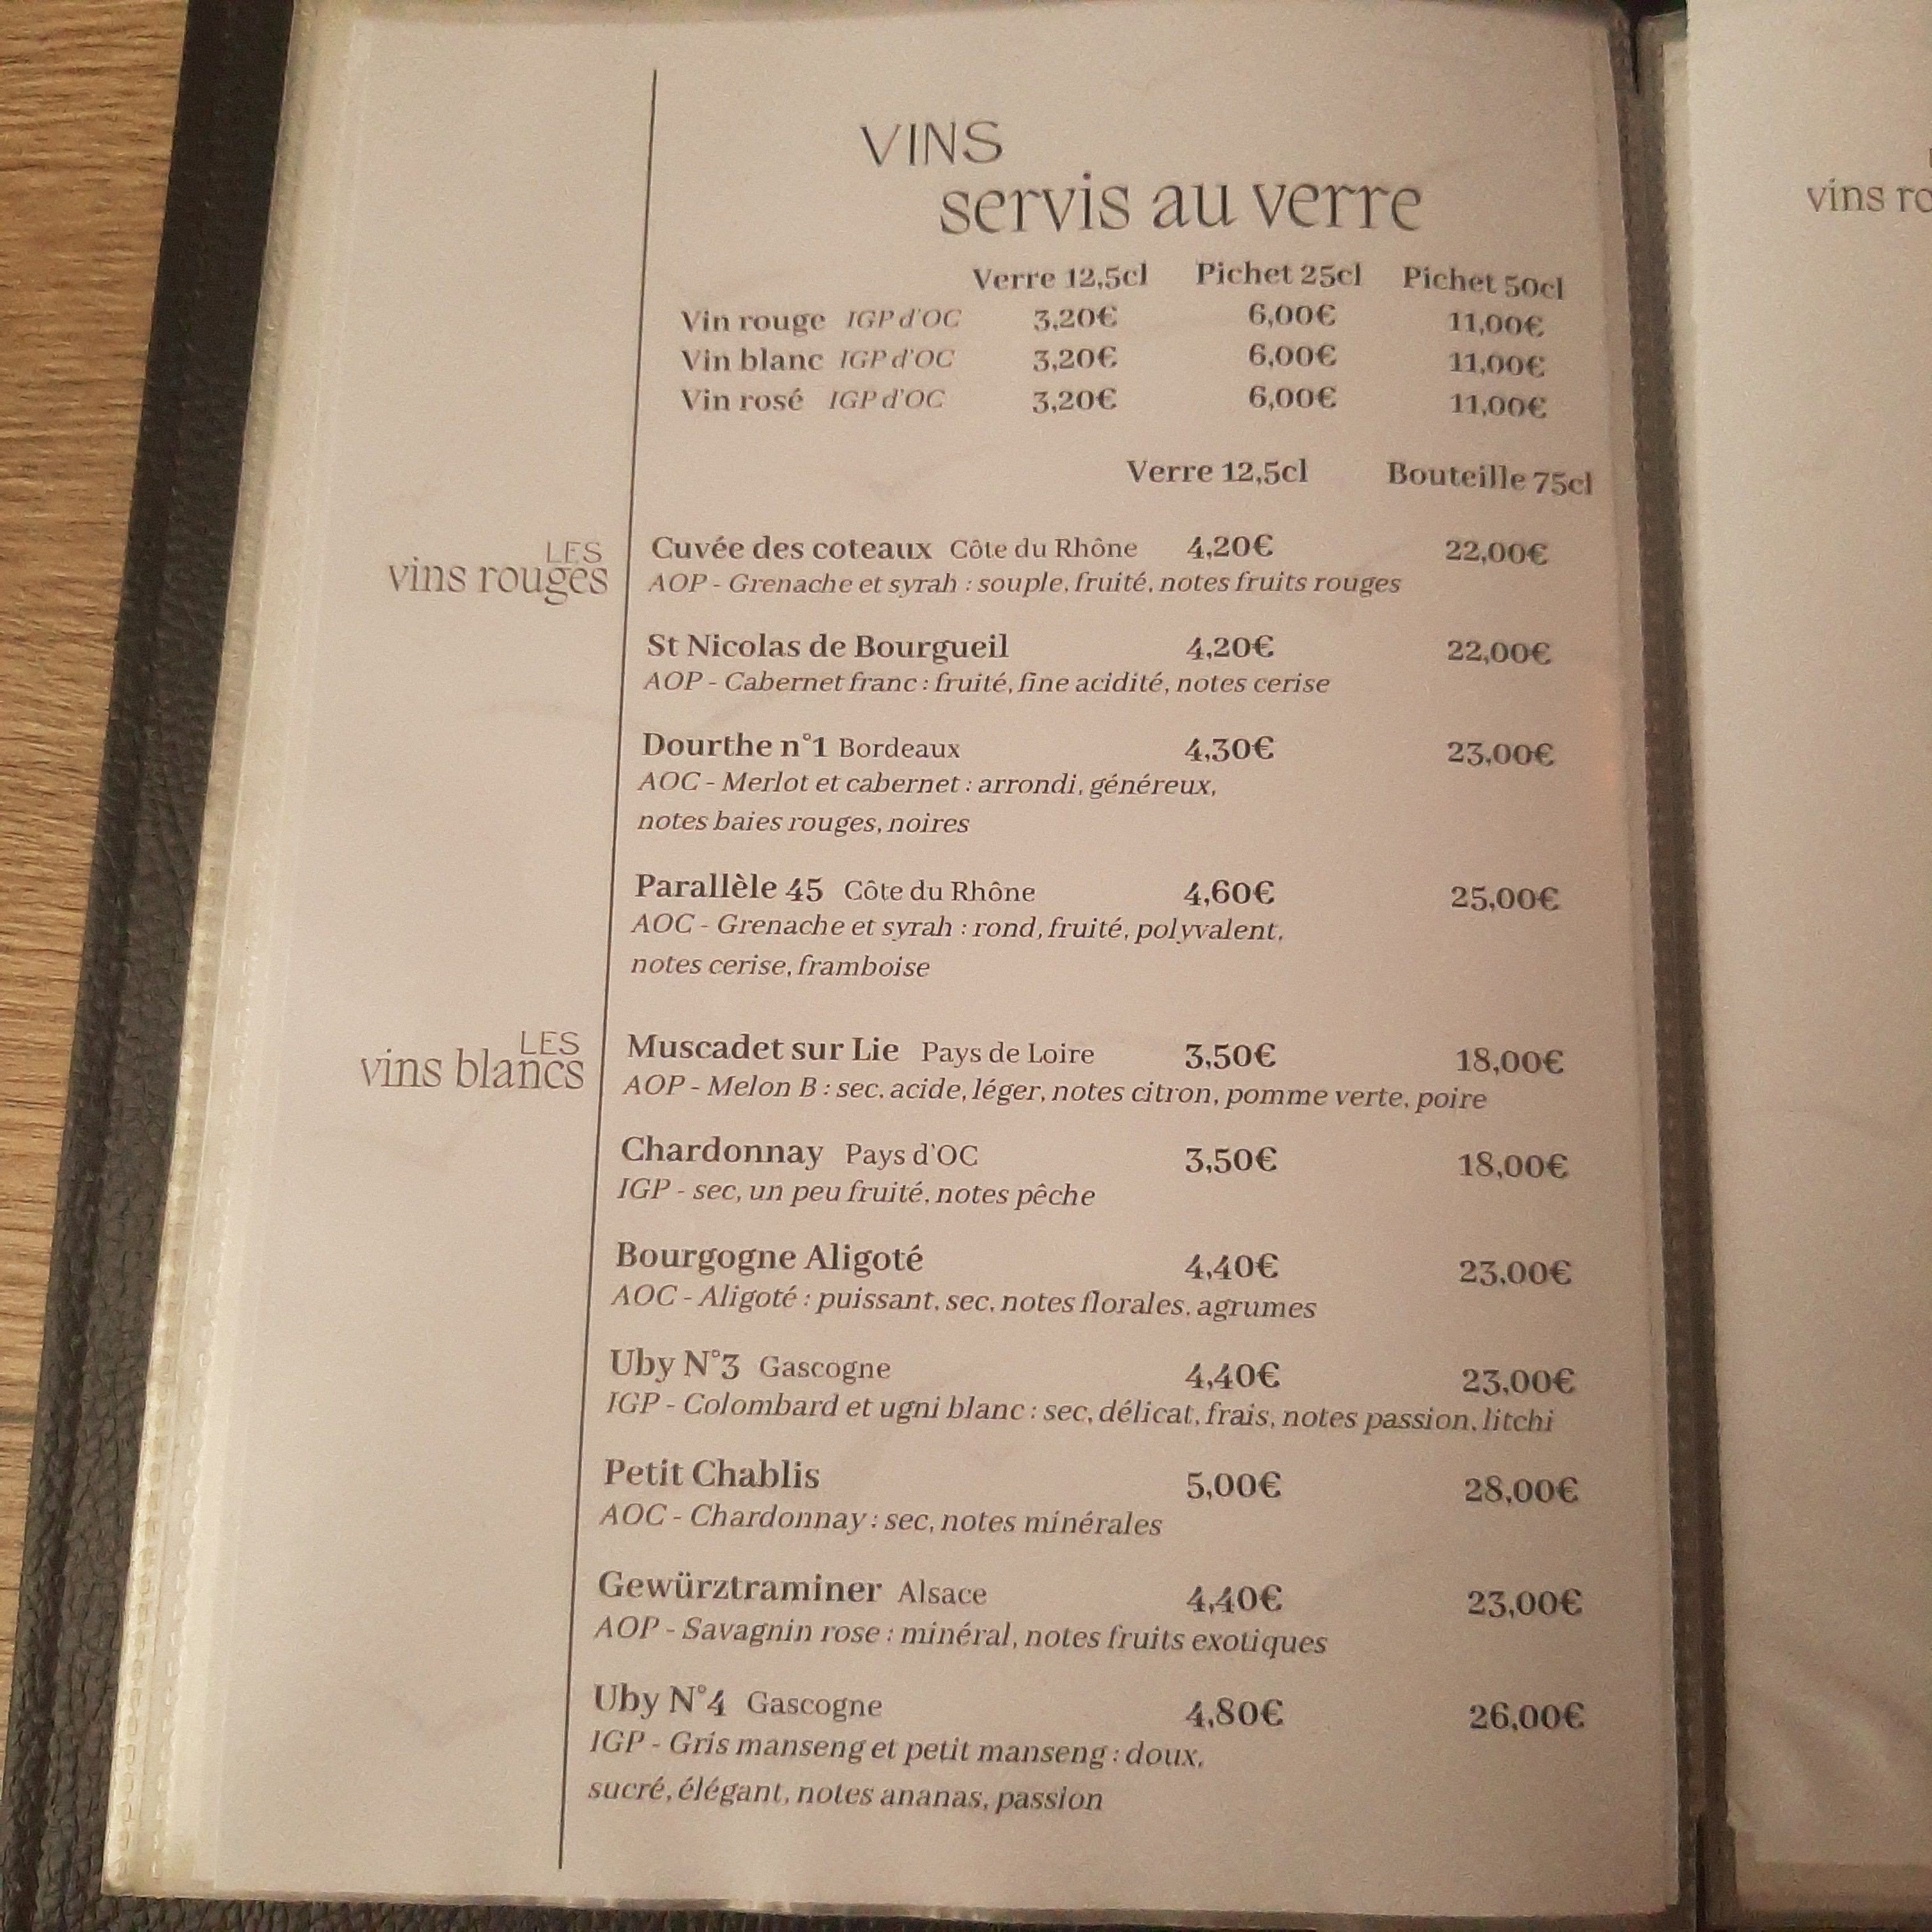 VINS
servis au verre
Verre 12,5cl Pichet 25cl Pichet 50cl
Vin rouge IGP d'OC 3,20€ 6,00€ 11,00€
Vin blanc IGP d'OC 3,20€ 6,00€ 11,00€
Vin rosé IGP d'OC 3,20€ 6,00€ 11,00€
Verre 12,5cl Bouteille 75cl
LES
vins rouges
Cuvée des coteaux Côte du Rhône 4,20€ 22,00€
AOP - Grenache et syrah : souple, fruité, notes fruits rouges
St Nicolas de Bourgueil 4,20€ 22,00€
AOP - Cabernet franc : fruité, fine acidité, notes cerise
Dourthe n°1 Bordeaux 4,30€ 23,00€
AOC - Merlot et cabernet : arrondi, généreux,
notes baies rouges, noires
Parallèle 45 Côte du Rhône 4,60€ 25,00€
AOC - Grenache et syrah : rond, fruité, polyvalent,
notes cerise, framboise
LES
vins blancs
Muscadet sur Lie Pays de Loire 3,50€ 18,00€
AOP - Melon B : sec, acide, léger, notes citron, pomme verte, poire
Chardonnay Pays d'OC 3,50€ 18,00€
IGP - sec, un peu fruité, notes pêche
Bourgogne Aligoté 4,40€ 23,00€
AOC - Aligoté : puissant, sec, notes florales, agrumes
Uby N°3 Gascogne 4,40€ 23,00€
IGP - Colombard et ugni blanc : sec, délicat, frais, notes passion, litchi
Petit Chablis 5,00€ 28,00€
AOC - Chardonnay : sec, notes minérales
Gewürztraminer Alsace 4,40€ 23,00€
AOP - Savagnin rose : minéral, notes fruits exotiques
Uby N°4 Gascogne 4,80€ 26,00€
IGP - Gris manseng et petit manseng : doux,
sucré, élégant, notes ananas, passion
vins